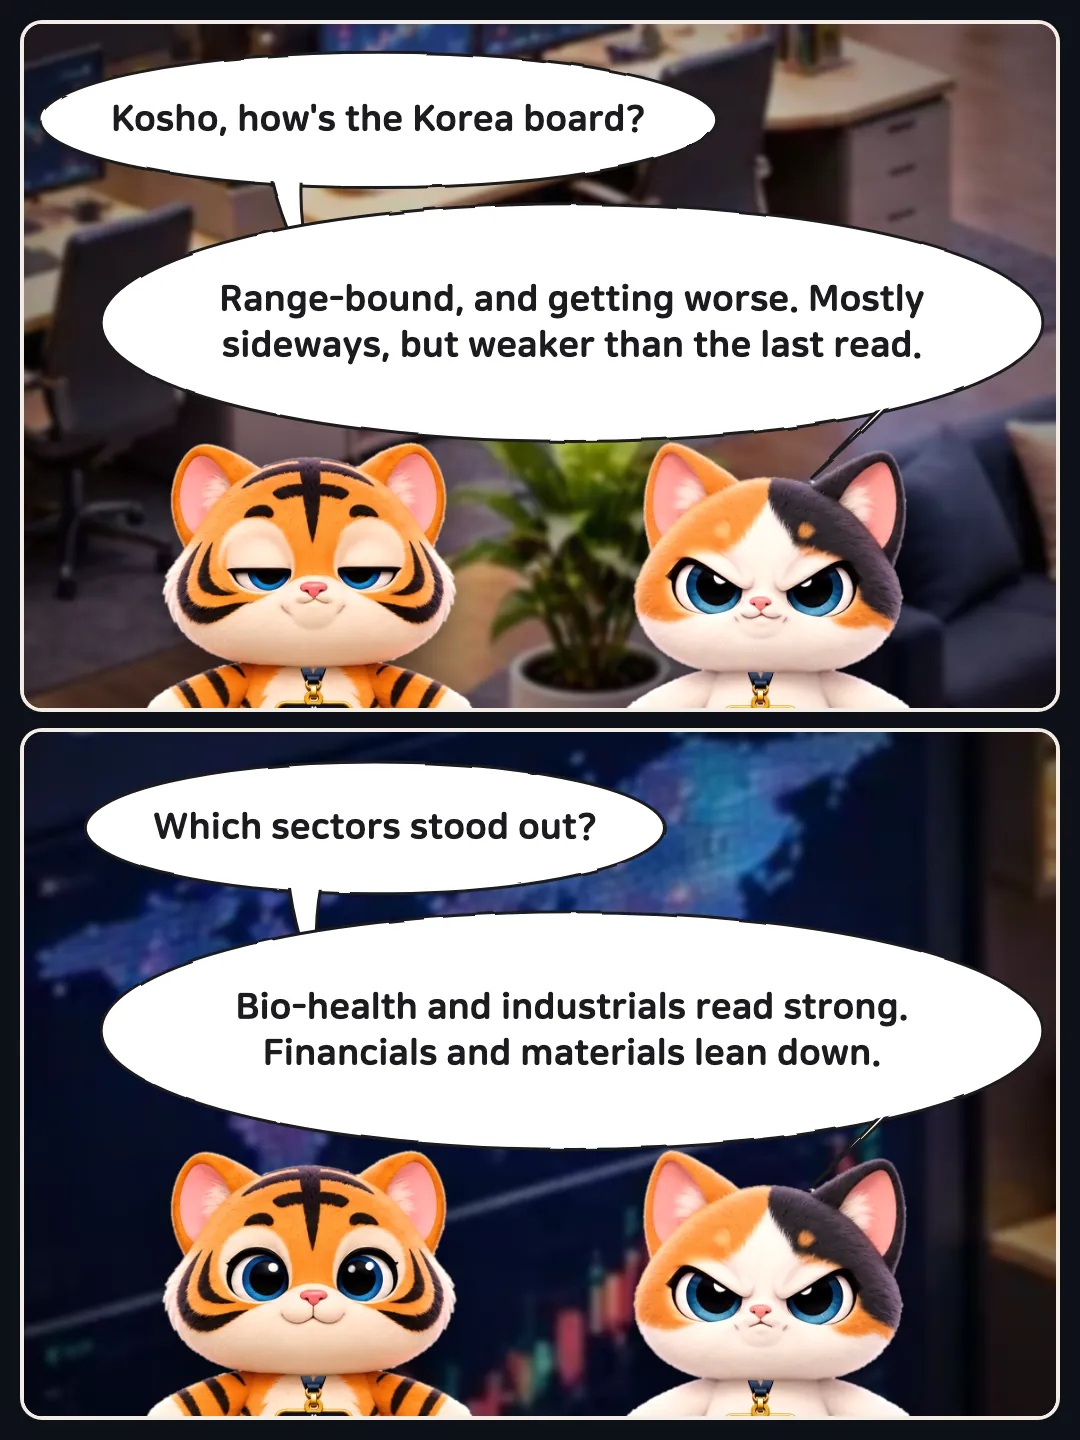 Kosho, how's the Korea board?
Range-bound, and getting worse. Mostly
sideways, but weaker than the last read.
Which sectors stood out?
Bio-health and industrials read strong.
Financials and materials lean down.